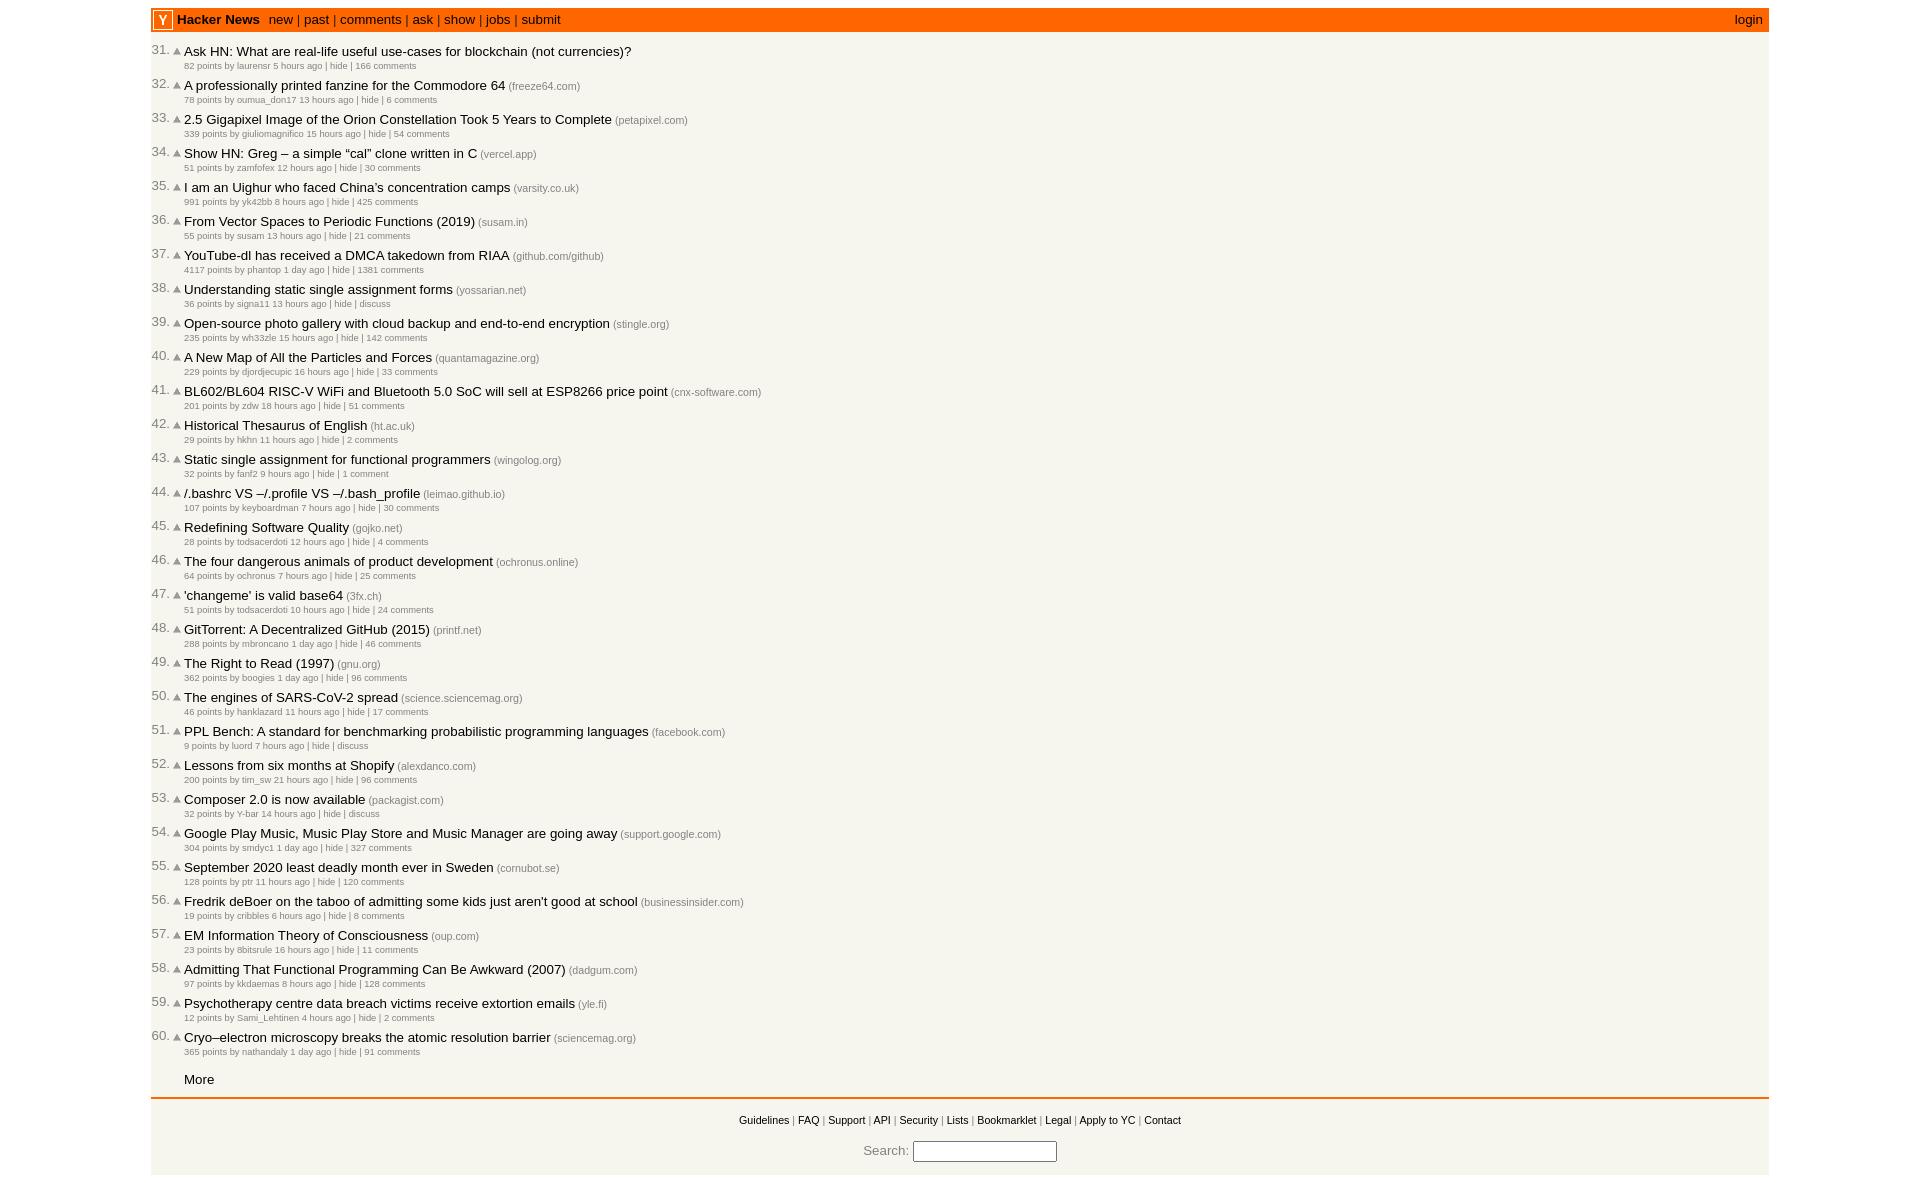 Y Hacker News new | past | comments | ask | show | jobs | submit login
31. Ask HN: What are real-life useful use-cases for blockchain (not currencies)?
82 points by laurensr 5 hours ago | hide | 166 comments
32. A professionally printed fanzine for the Commodore 64 (freeze64.com)
78 points by oumua_don17 13 hours ago | hide | 6 comments
33. 2.5 Gigapixel Image of the Orion Constellation Took 5 Years to Complete (petapixel.com)
339 points by giuliomagnifico 15 hours ago | hide | 54 comments
34. Show HN: Greg – a simple “cal” clone written in C (vercel.app)
51 points by zamfofex 12 hours ago | hide | 30 comments
35. I am an Uighur who faced China’s concentration camps (varsity.co.uk)
991 points by yk42bb 8 hours ago | hide | 425 comments
36. From Vector Spaces to Periodic Functions (2019) (susam.in)
55 points by susam 13 hours ago | hide | 21 comments
37. YouTube-dl has received a DMCA takedown from RIAA (github.com/github)
4117 points by phantop 1 day ago | hide | 1381 comments
38. Understanding static single assignment forms (yossarian.net)
36 points by signa11 13 hours ago | hide | discuss
39. Open-source photo gallery with cloud backup and end-to-end encryption (stingle.org)
235 points by wh33zle 15 hours ago | hide | 142 comments
40. A New Map of All the Particles and Forces (quantamagazine.org)
229 points by djordjecupic 16 hours ago | hide | 33 comments
41. BL602/BL604 RISC-V WiFi and Bluetooth 5.0 SoC will sell at ESP8266 price point (cnx-software.com)
201 points by zdw 18 hours ago | hide | 51 comments
42. Historical Thesaurus of English (ht.ac.uk)
29 points by hkhn 11 hours ago | hide | 2 comments
43. Static single assignment for functional programmers (wingolog.org)
32 points by fanf2 9 hours ago | hide | 1 comment
44. /.bashrc VS –/.profile VS –/.bash_profile (leimao.github.io)
107 points by keyboardman 7 hours ago | hide | 30 comments
45. Redefining Software Quality (gojko.net)
28 points by todsacerdoti 12 hours ago | hide | 4 comments
46. The four dangerous animals of product development (ochronus.online)
64 points by ochronus 7 hours ago | hide | 25 comments
47. 'changeme' is valid base64 (3fx.ch)
51 points by todsacerdoti 10 hours ago | hide | 24 comments
48. GitTorrent: A Decentralized GitHub (2015) (printf.net)
288 points by mbroncano 1 day ago | hide | 46 comments
49. The Right to Read (1997) (gnu.org)
362 points by boogies 1 day ago | hide | 96 comments
50. The engines of SARS-CoV-2 spread (science.sciencemag.org)
46 points by hanklazard 11 hours ago | hide | 17 comments
51. PPL Bench: A standard for benchmarking probabilistic programming languages (facebook.com)
9 points by luord 7 hours ago | hide | discuss
52. Lessons from six months at Shopify (alexdanco.com)
200 points by tim_sw 21 hours ago | hide | 96 comments
53. Composer 2.0 is now available (packagist.com)
32 points by Y-bar 14 hours ago | hide | discuss
54. Google Play Music, Music Play Store and Music Manager are going away (support.google.com)
304 points by smdyc1 1 day ago | hide | 327 comments
55. September 2020 least deadly month ever in Sweden (cornubot.se)
128 points by ptr 11 hours ago | hide | 120 comments
56. Fredrik deBoer on the taboo of admitting some kids just aren't good at school (businessinsider.com)
19 points by cribbles 6 hours ago | hide | 8 comments
57. EM Information Theory of Consciousness (oup.com)
23 points by 8bitsrule 16 hours ago | hide | 11 comments
58. Admitting That Functional Programming Can Be Awkward (2007) (dadgum.com)
97 points by kkdaemas 8 hours ago | hide | 128 comments
59. Psychotherapy centre data breach victims receive extortion emails (yle.fi)
12 points by Sami_Lehtinen 4 hours ago | hide | 2 comments
60. Cryo–electron microscopy breaks the atomic resolution barrier (sciencemag.org)
365 points by nathandaly 1 day ago | hide | 91 comments
More
Guidelines | FAQ | Support | API | Security | Lists | Bookmarklet | Legal | Apply to YC | Contact
Search: